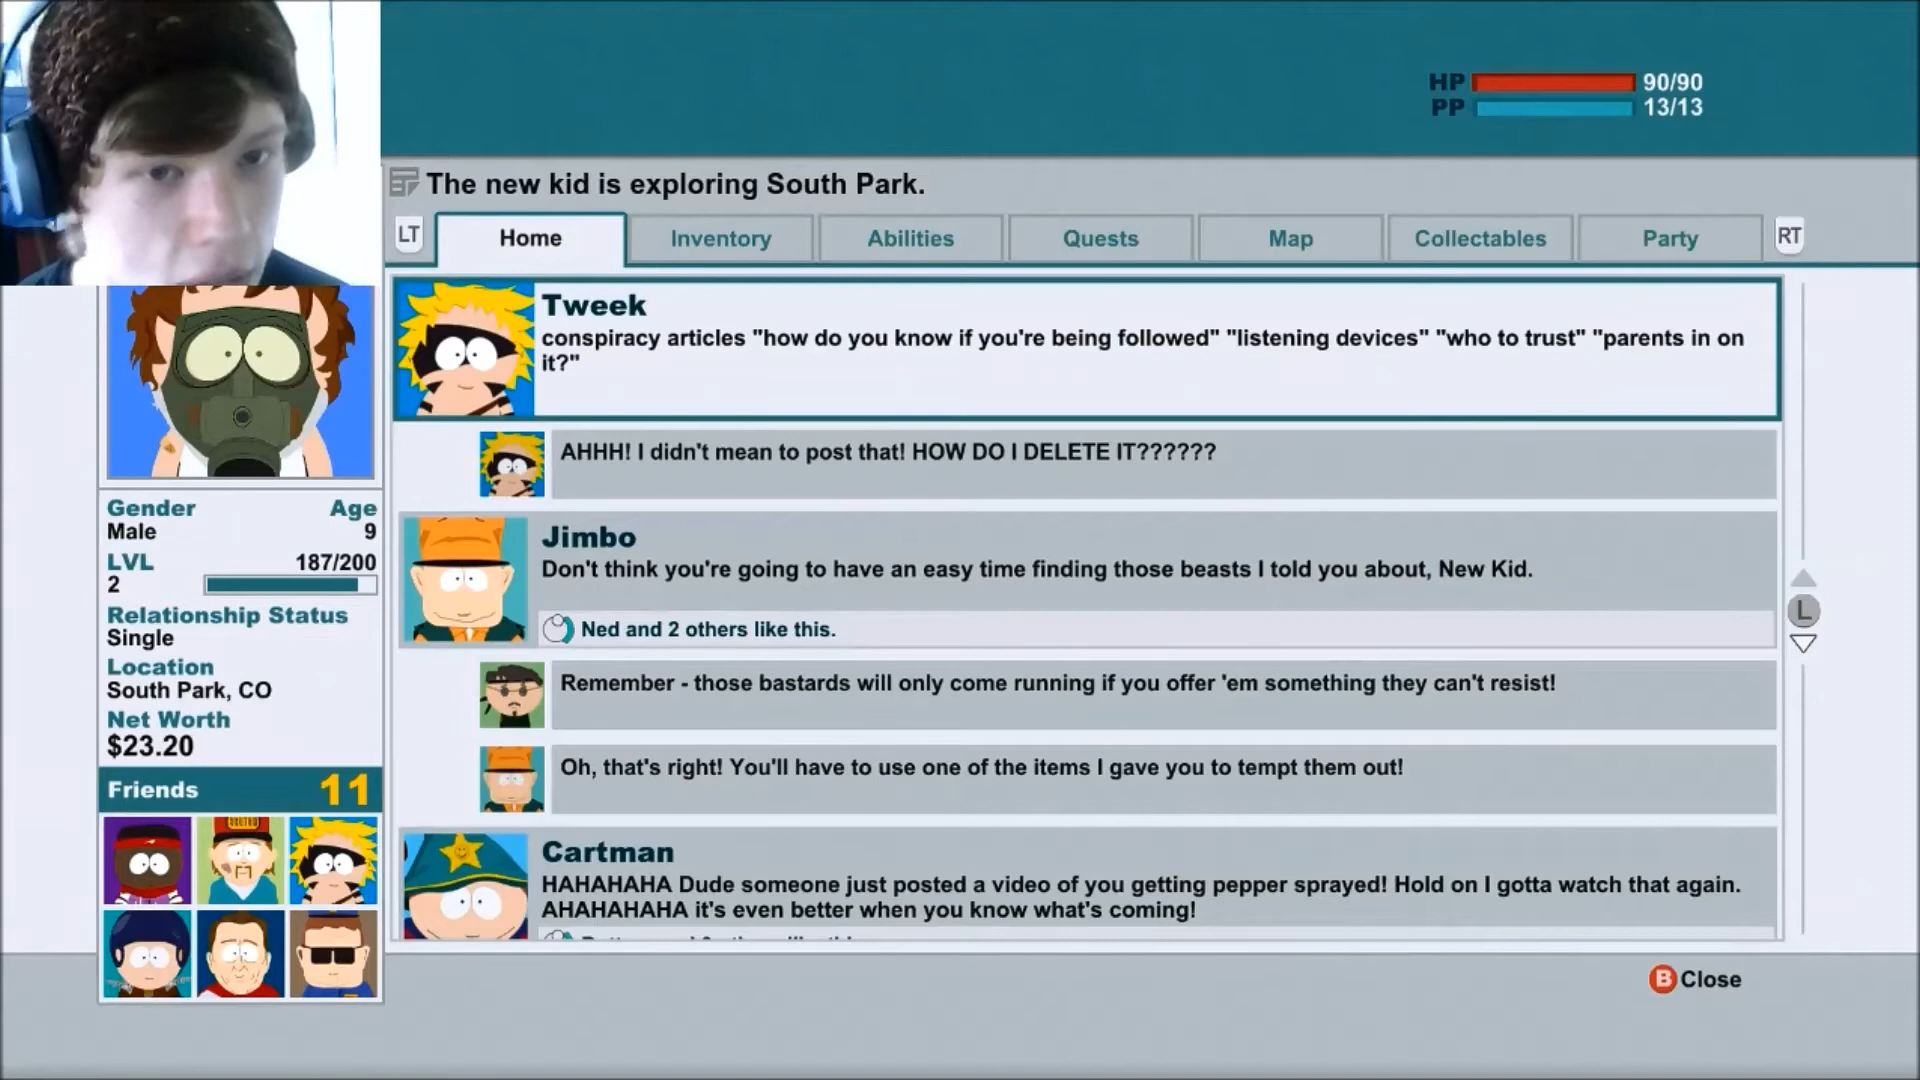 HP 90/90
PP 13/13
The new kid is exploring South Park.
LT Home Inventory Abilities Quests Map Collectables Party RT
Tweek
conspiracy articles "how do you know if you're being followed" "listening devices" "who to trust" "parents in on
it?"
AHHH! I didn't mean to post that! HOW DO I DELETE IT??????
Jimbo
Don't think you're going to have an easy time finding those beasts I told you about, New Kid.
Ned and 2 others like this.
Remember - those bastards will only come running if you offer 'em something they can't resist!
Oh, that's right! You'll have to use one of the items I gave you to tempt them out!
Cartman
HAHAHAHA Dude someone just posted a video of you getting pepper sprayed! Hold on I gotta watch that again.
AHAHAHAHA it's even better when you know what's coming!
Gender Age
Male 9
LVL 187/200
2
Relationship Status
Single
Location
South Park, CO
Net Worth
$23.20
Friends 11
L
B Close